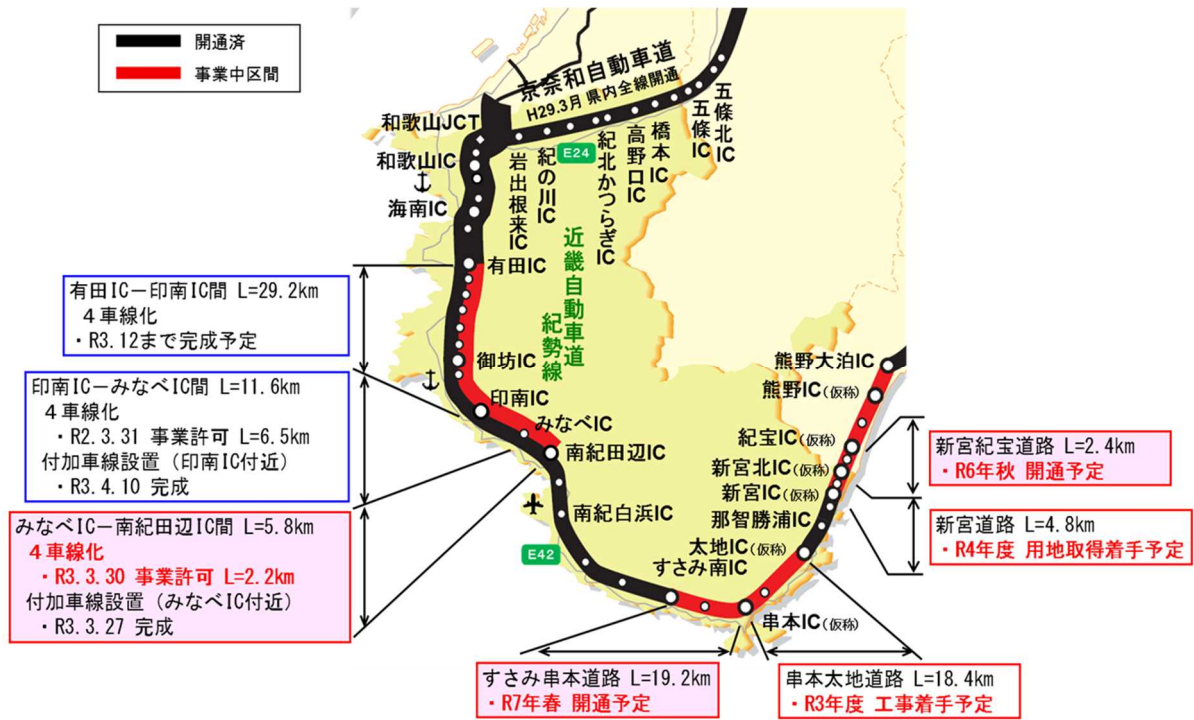 開通済
事業中区間
京奈和自動車道
H29.3月 県内全線開通
和歌山JCT
和歌山IC
海南IC
有田IC
岩出根来IC
紀の川IC
E24
紀北かつらぎIC
高野口IC
橋本IC
五條IC
五條北IC
近畿自動車道
紀勢線
有田IC－印南IC間 L=29.2km
４車線化
・R3.12まで完成予定
御坊IC
印南IC
みなべIC
南紀田辺IC
印南IC－みなべIC間 L=11.6km
４車線化
・R2.3.31 事業許可 L=6.5km
付加車線設置（印南IC付近）
・R3.4.10 完成
みなべIC－南紀田辺IC間 L=5.8km
４車線化
・R3.3.30 事業許可 L=2.2km
付加車線設置（みなべIC付近）
・R3.3.27 完成
南紀白浜IC
E42
熊野大泊IC
熊野IC(仮称)
紀宝IC(仮称)
新宮北IC(仮称)
新宮IC(仮称)
那智勝浦IC
太地IC(仮称)
すさみ南IC
串本IC(仮称)
新宮紀宝道路 L=2.4km
・R6年秋 開通予定
新宮道路 L=4.8km
・R4年度 用地取得着手予定
すさみ串本道路 L=19.2km
・R7年春 開通予定
串本太地道路 L=18.4km
・R3年度 工事着手予定